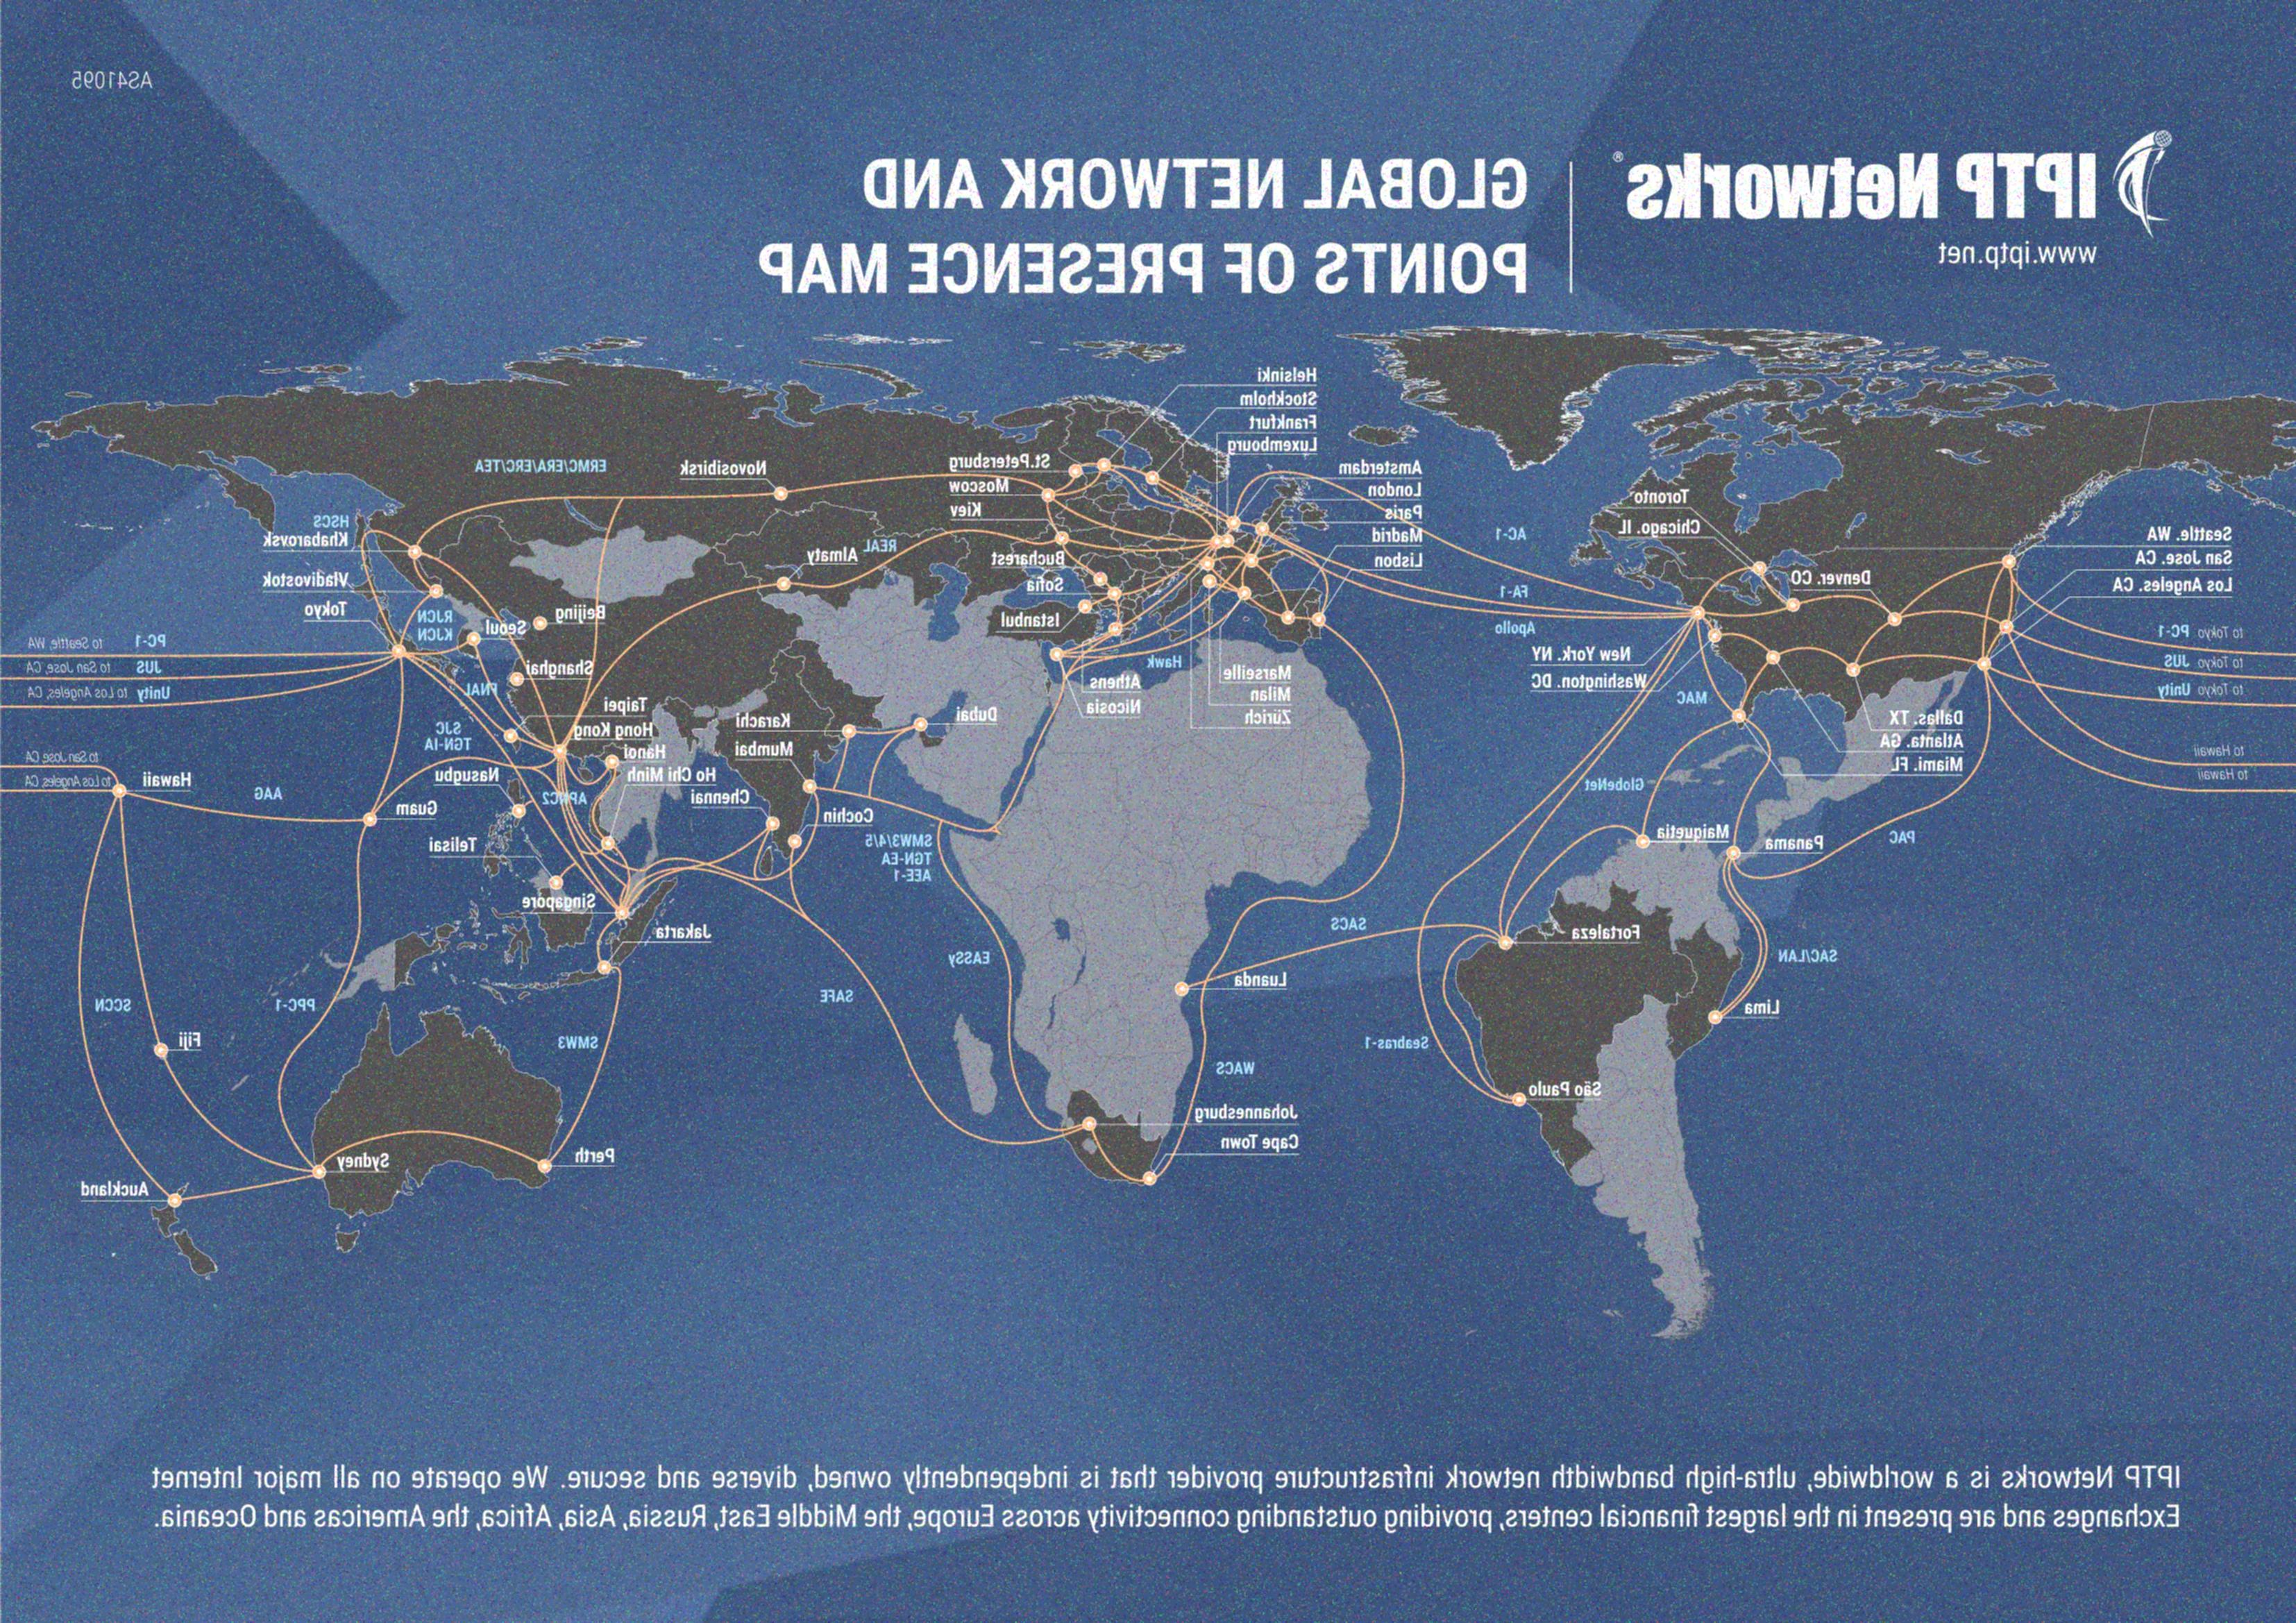 AS41095
IPTP Networks®
www.iptp.net
GLOBAL NETWORK AND
POINTS OF PRESENCE MAP
Helsinki
Stockholm
Frankfurt
Luxembourg
Amsterdam
London
Paris
Madrid
Lisbon
St.Petersburg
Moscow
Kiev
Bucharest
Sofia
Istanbul
Athens
Nicosia
Marseille
Milan
Zürich
Hawk
Novosibirsk
ERMC/ERA/ERC/TEA
Almaty
REAL
HSCS
Khabarovsk
Vladivostok
Tokyo
RJCN
KJCN
Seoul
Beijing
Shanghai
FNAL
Taipei
Hong Kong
Hanoi
Ho Chi Minh
SJC
TGN-IA
Nasugbu
APCN2
Guam
Telisai
Singapore
Jakarta
Karachi
Mumbai
Chennai
Cochin
Dubai
SMW3/4/5
TGN-EA
AEE-1
EASSy
SAFE
SMW3
Perth
Sydney
Auckland
Fiji
SCCN
PPC-1
AAG
Hawaii
PC-1 to Seattle, WA
JUS to San Jose, CA
Unity to Los Angeles, CA
to San Jose CA
to Los Angeles, CA
Toronto
Chicago. IL
Denver. CO
Seattle. WA
San Jose. CA
Los Angeles. CA
to Tokyo PC-1
to Tokyo JUS
to Tokyo Unity
to Hawaii
to Hawaii
AC-1
FA-1
Apollo
New York. NY
Washington. DC
MAC
Dallas. TX
Atlanta. GA
Miami. FL
GlobeNet
Maiquetia
Panama
PAC
Fortaleza
SAC/LAN
Lima
São Paulo
Seabras-1
SACS
Luanda
WACS
Johannesburg
Cape Town
IPTP Networks is a worldwide, ultra-high bandwidth network infrastructure provider that is independently owned, diverse and secure. We operate on all major Internet
Exchanges and are present in the largest financial centers, providing outstanding connectivity across Europe, the Middle East, Russia, Asia, Africa, the Americas and Oceania.